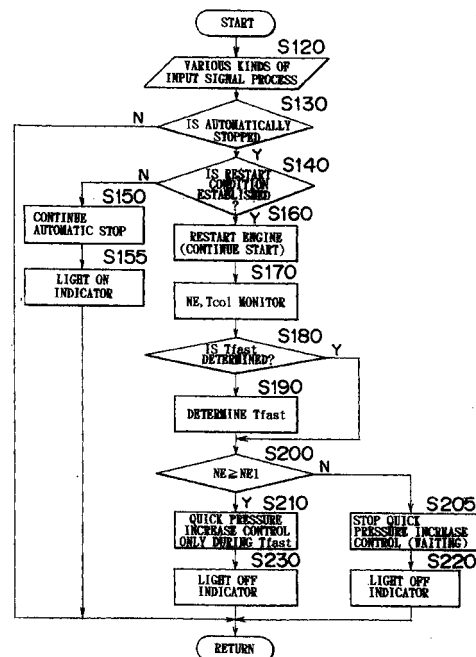 START
S120
VARIOUS KINDS OF
INPUT SIGNAL PROCESS
S130
N
IS AUTOMATICALLY
STOPPED
Y
S140
N
IS RESTART
CONDITION
ESTABLISHED
?
S150
Y
S160
CONTINUE
AUTOMATIC STOP
RESTART ENGINE
(CONTINUE START)
S155
S170
LIGHT ON
INDICATOR
NE, Tcol MONITOR
S180
IS Tfast
DETERMINED?
Y
S190
DETERMINE Tfast
S200
NE≧NE1
N
Y
S210
S205
QUICK PRESSURE
INCREASE CONTROL
ONLY DURING Tfast
STOP QUICK
PRESSURE INCREASE
CONTROL (WAITING)
S230
S220
LIGHT OFF
INDICATOR
LIGHT OFF
INDICATOR
RETURN